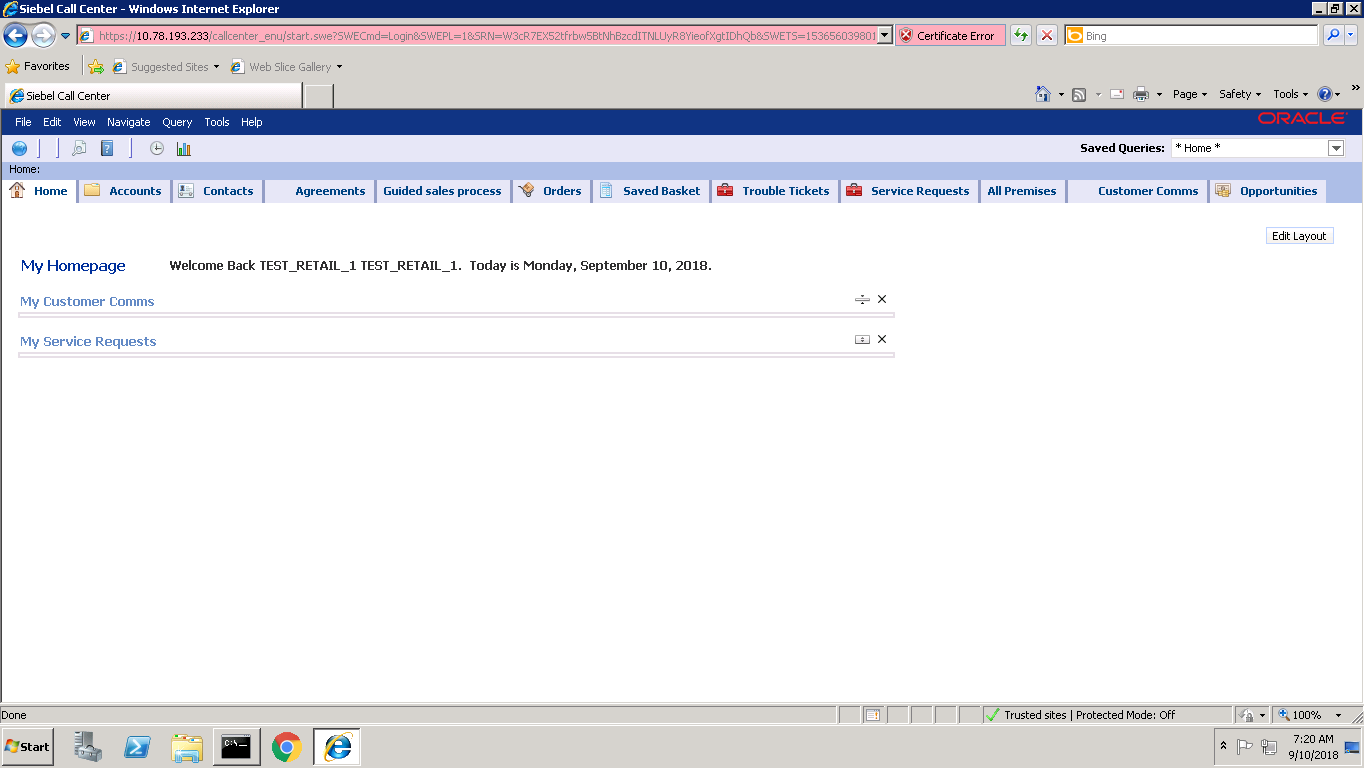 Siebel Call Center - Windows Internet Explorer
https://10.78.193.233/callcenter_enu/start.swe?SWECmd=Login&SWEPL=1&SRN=
Certificate Error
Bing
Favorites
Suggested Sites
Web Slice Gallery
Siebel Call Center
Page Safety Tools
File Edit View Navigate Query Tools Help
ORACLE
Saved Queries: * Home *
Home:
Home Accounts Contacts Agreements Guided sales process Orders Saved Basket Trouble Tickets Service Requests All Premises Customer Comms Opportunities
Edit Layout
My Homepage Welcome Back TEST_RETAIL_1 TEST_RETAIL_1. Today is Monday, September 10, 2018.
My Customer Comms
My Service Requests
Done
Trusted sites | Protected Mode: Off
100%
Start
C:\_
7:20 AM
9/10/2018